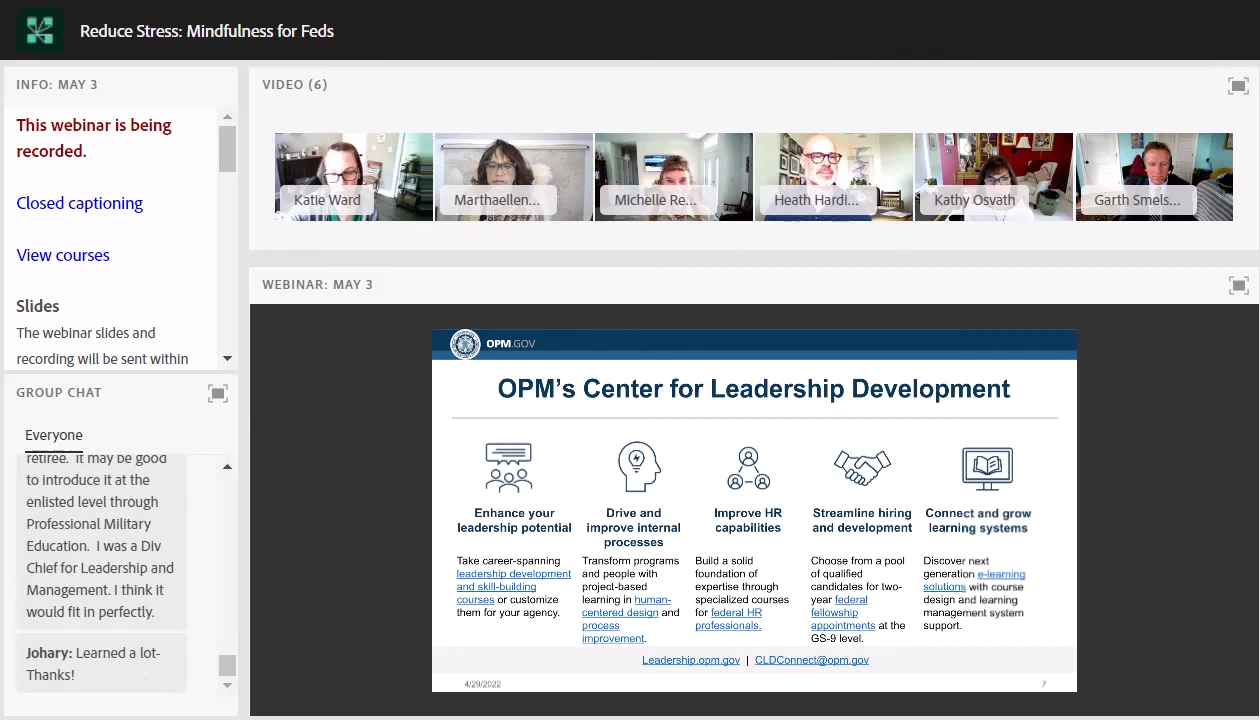 Reduce Stress: Mindfulness for Feds
INFO: MAY 3
This webinar is being
recorded.
Closed captioning
View courses
Slides
The webinar slides and
recording will be sent within
GROUP CHAT
Everyone
retiree. It may be good
to introduce it at the
enlisted level through
Professional Military
Education. I was a Div
Chief for Leadership and
Management. I think it
would fit in perfectly.
Johary: Learned a lot-
Thanks!
VIDEO (6)
Katie Ward
Marthaellen...
Michelle Re...
Heath Hardi...
Kathy Osvath
Garth Smels...
WEBINAR: MAY 3
OPM.GOV
OPM's Center for Leadership Development
Enhance your
leadership potential
Take career-spanning
leadership development
and skill-building
courses or customize
them for your agency.
Drive and
improve internal
processes
Transform programs
and people with
project-based
learning in human-
centered design and
process
improvement.
Improve HR
capabilities
Build a solid
foundation of
expertise through
specialized courses
for federal HR
professionals.
Streamline hiring
and development
Choose from a pool
of qualified
candidates for two-
year federal
fellowship
appointments at the
GS-9 level.
Connect and grow
learning systems
Discover next
generation e-learning
solutions with course
design and learning
management system
support.
Leadership.opm.gov | CLDConnect@opm.gov
4/29/2022
7